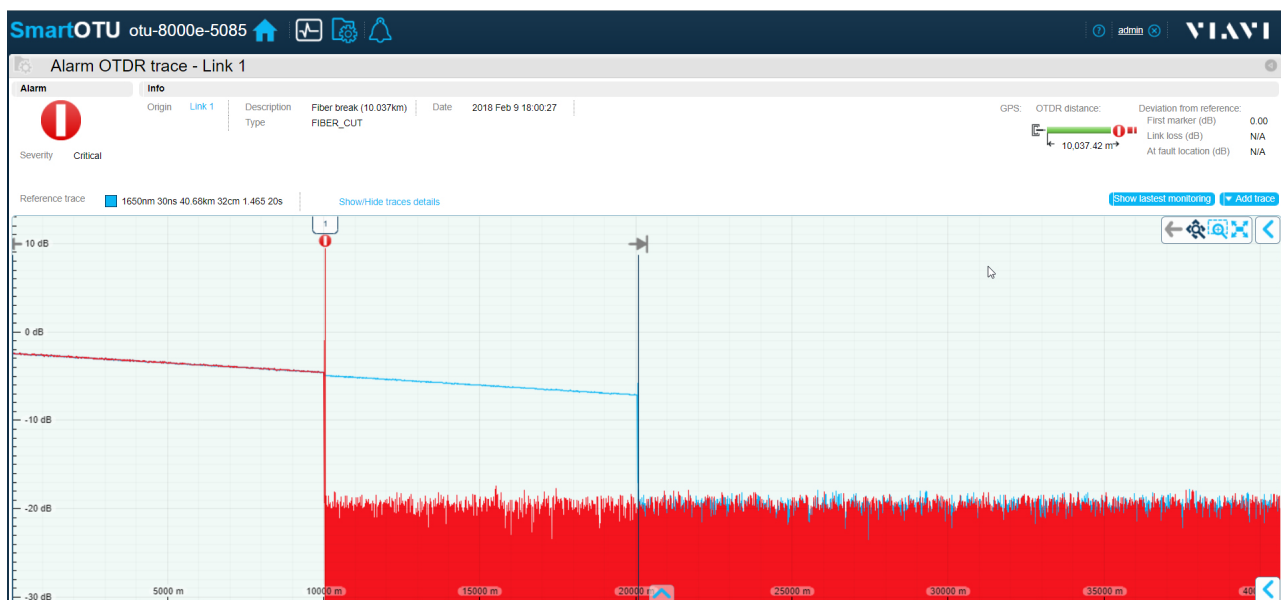 SmartOTU otu-8000e-5085
? admin VIAVI
Alarm OTDR trace - Link 1
Alarm Info
Origin Link 1 Description Fiber break (10.037km) Date 2018 Feb 9 18:00:27
Type FIBER_CUT
GPS: OTDR distance: Deviation from reference:
First marker (dB) 0.00
Link loss (dB) N/A
At fault location (dB) N/A
10,037.42 m
Severity Critical
Reference trace 1650nm 30ns 40.68km 32cm 1.465 20s Show/Hide traces details
Show lastest monitoring Add trace
1
10 dB
0 dB
-10 dB
-20 dB
-30 dB
5000 m 10000 m 15000 m 20000 m 25000 m 30000 m 35000 m